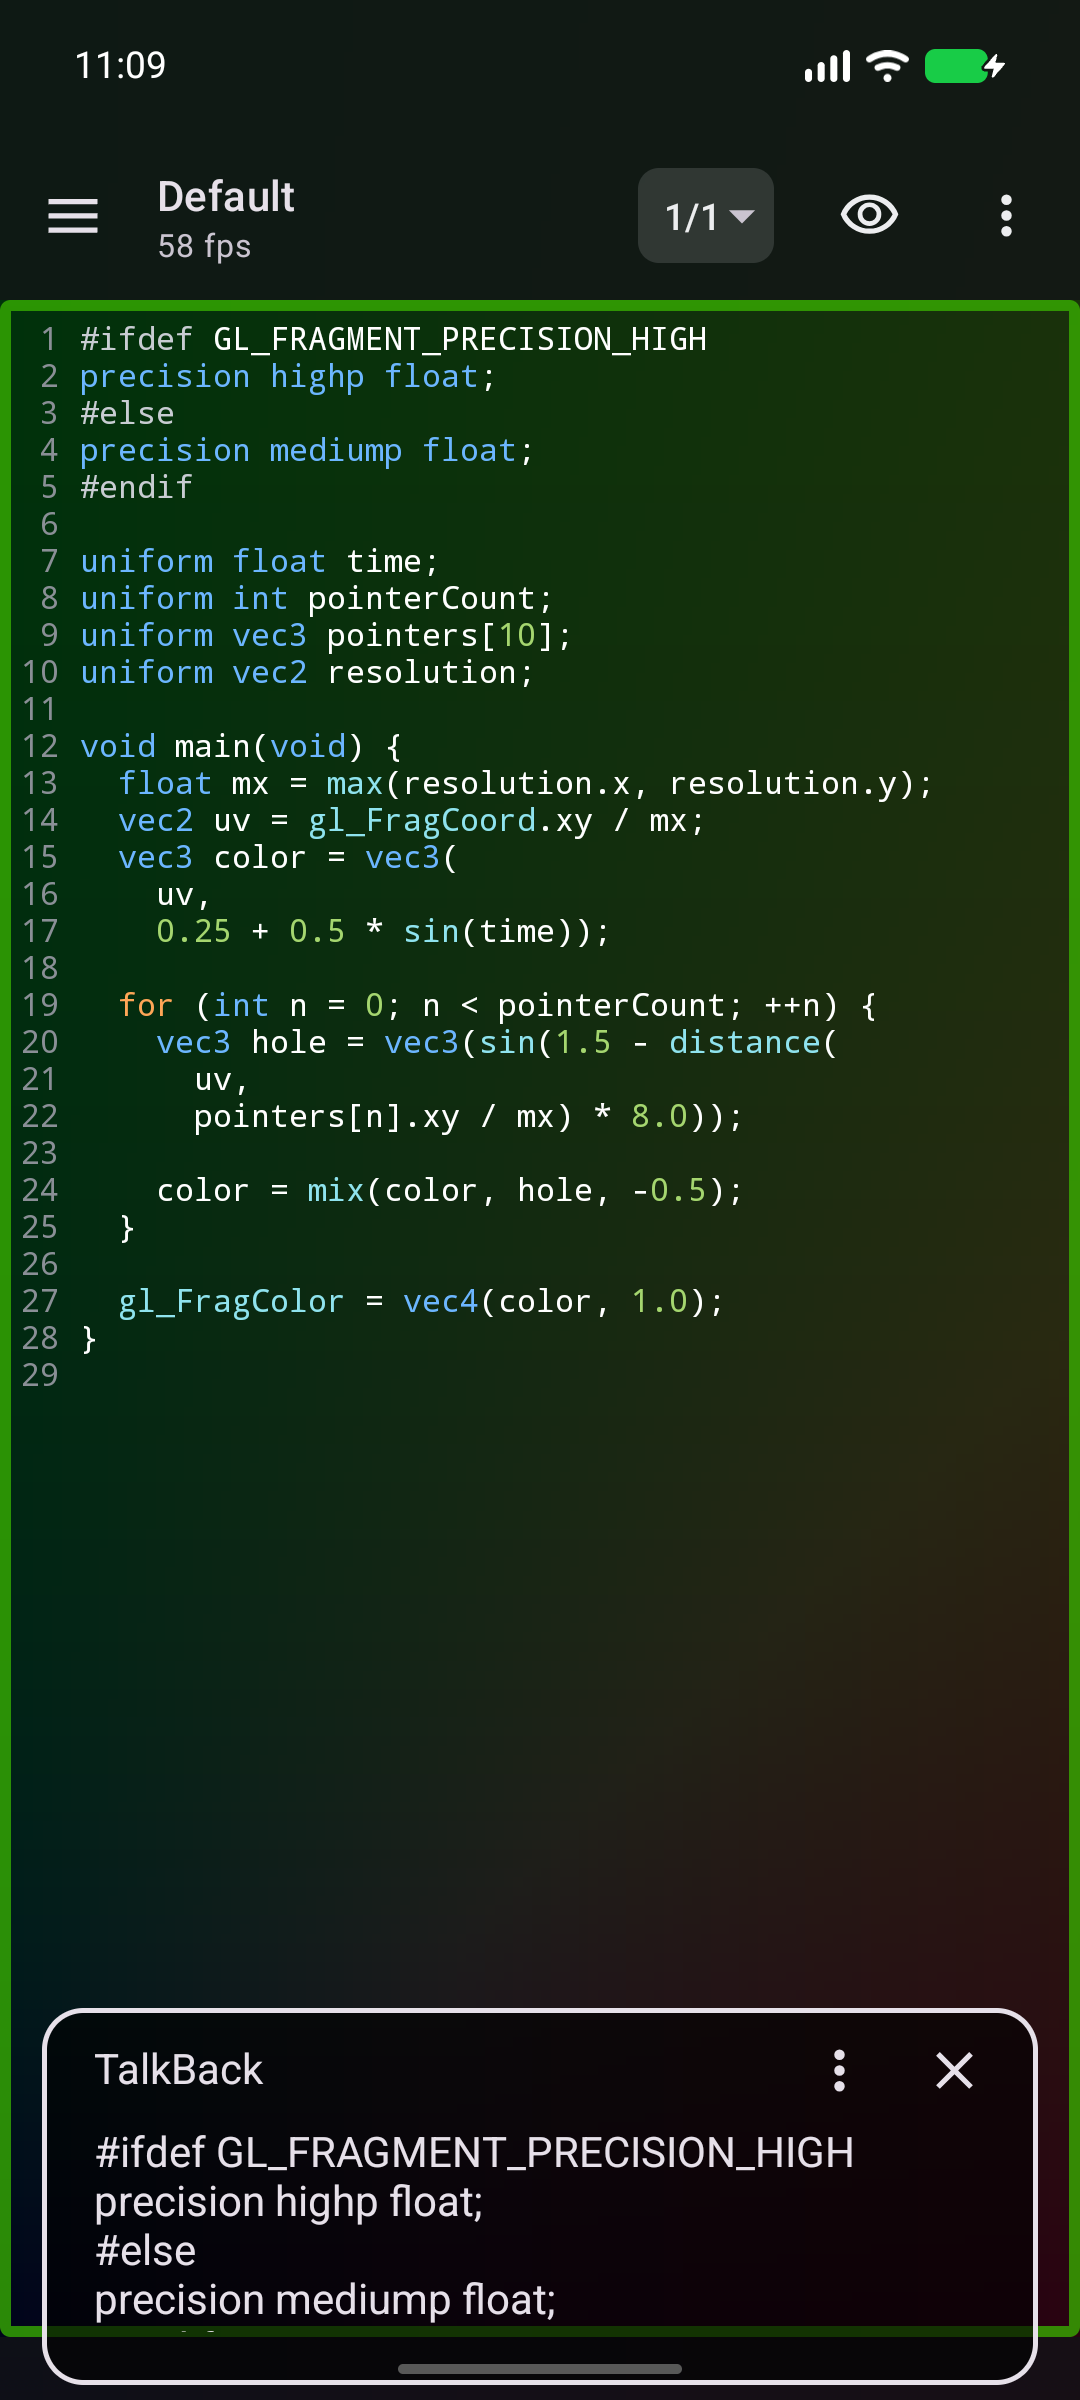 11:09
Default
58 fps
1/1
1 #ifdef GL_FRAGMENT_PRECISION_HIGH
2 precision highp float;
3 #else
4 precision mediump float;
5 #endif
6
7 uniform float time;
8 uniform int pointerCount;
9 uniform vec3 pointers[10];
10 uniform vec2 resolution;
11
12 void main(void) {
13   float mx = max(resolution.x, resolution.y);
14   vec2 uv = gl_FragCoord.xy / mx;
15   vec3 color = vec3(
16     uv,
17     0.25 + 0.5 * sin(time));
18
19   for (int n = 0; n < pointerCount; ++n) {
20     vec3 hole = vec3(sin(1.5 - distance(
21       uv,
22       pointers[n].xy / mx) * 8.0));
23
24     color = mix(color, hole, -0.5);
25   }
26
27   gl_FragColor = vec4(color, 1.0);
28 }
29
TalkBack
#ifdef GL_FRAGMENT_PRECISION_HIGH
precision highp float;
#else
precision mediump float;